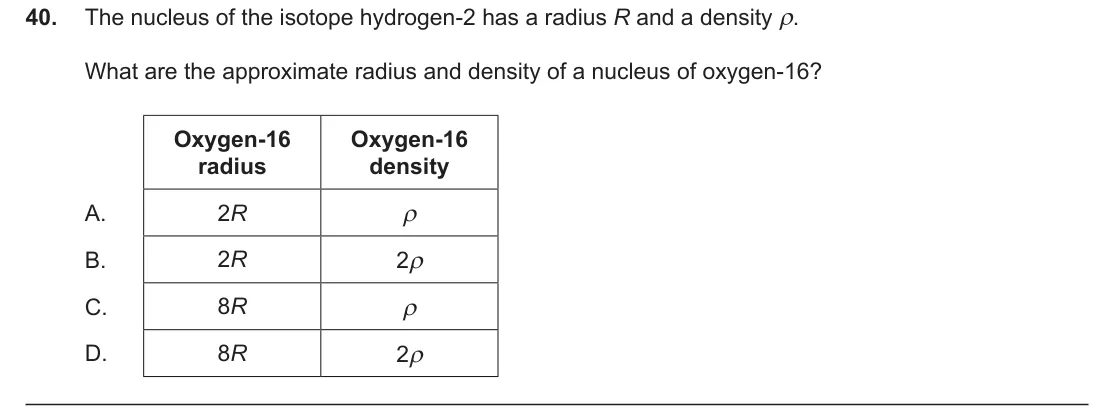 40. The nucleus of the isotope hydrogen-2 has a radius R and a density ρ.
What are the approximate radius and density of a nucleus of oxygen-16?
Oxygen-16 radius Oxygen-16 density
A. 2R ρ
B. 2R 2ρ
C. 8R ρ
D. 8R 2ρ